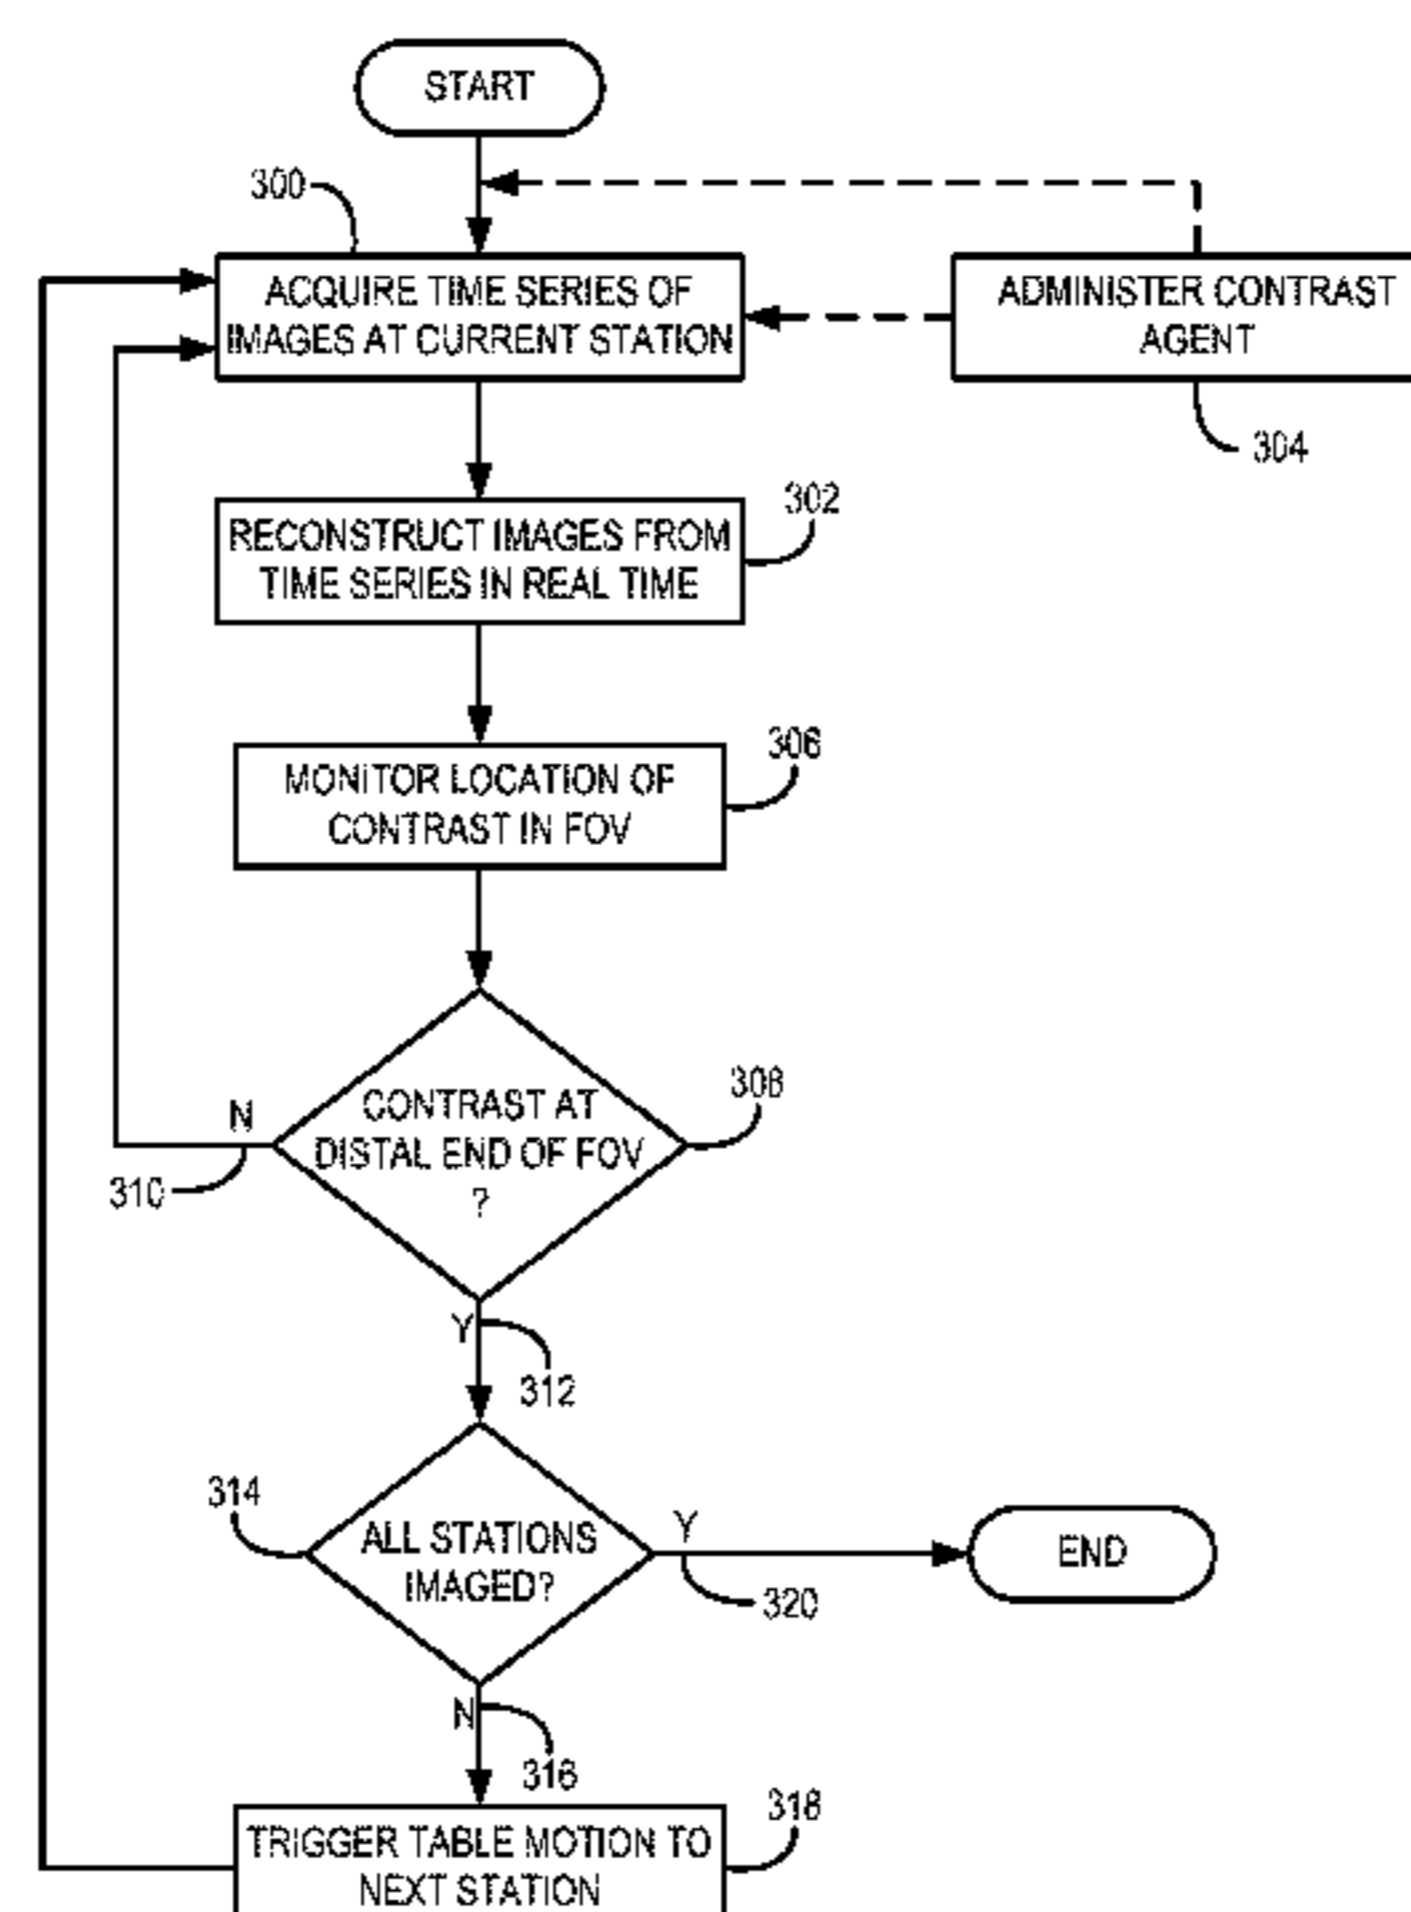 START
300
ACQUIRE TIME SERIES OF
IMAGES AT CURRENT STATION
ADMINISTER CONTRAST
AGENT
304
302
RECONSTRUCT IMAGES FROM
TIME SERIES IN REAL TIME
306
MONITOR LOCATION OF
CONTRAST IN FOV
308
CONTRAST AT
DISTAL END OF FOV
?
N
310
Y
312
314
ALL STATIONS
IMAGED?
Y
320
END
N
316
318
TRIGGER TABLE MOTION TO
NEXT STATION